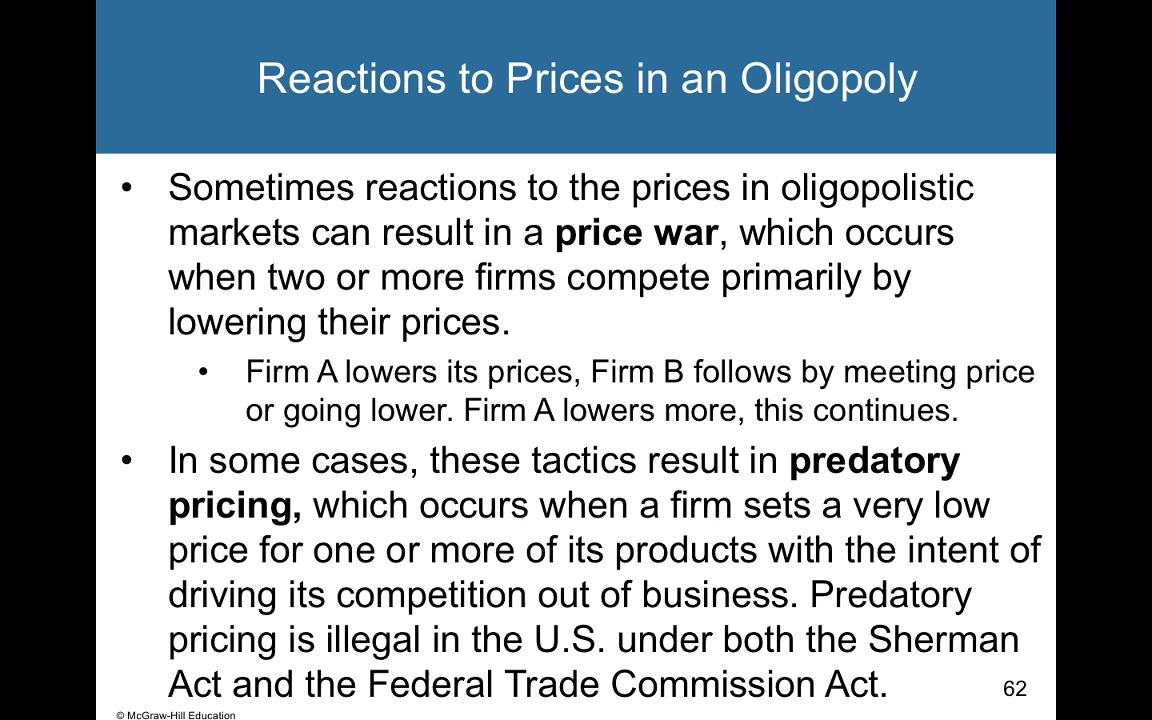 Reactions to Prices in an Oligopoly
• Sometimes reactions to the prices in oligopolistic
markets can result in a price war, which occurs
when two or more firms compete primarily by
lowering their prices.
• Firm A lowers its prices, Firm B follows by meeting price
or going lower. Firm A lowers more, this continues.
• In some cases, these tactics result in predatory
pricing, which occurs when a firm sets a very low
price for one or more of its products with the intent of
driving its competition out of business. Predatory
pricing is illegal in the U.S. under both the Sherman
Act and the Federal Trade Commission Act.
62
© McGraw-Hill Education